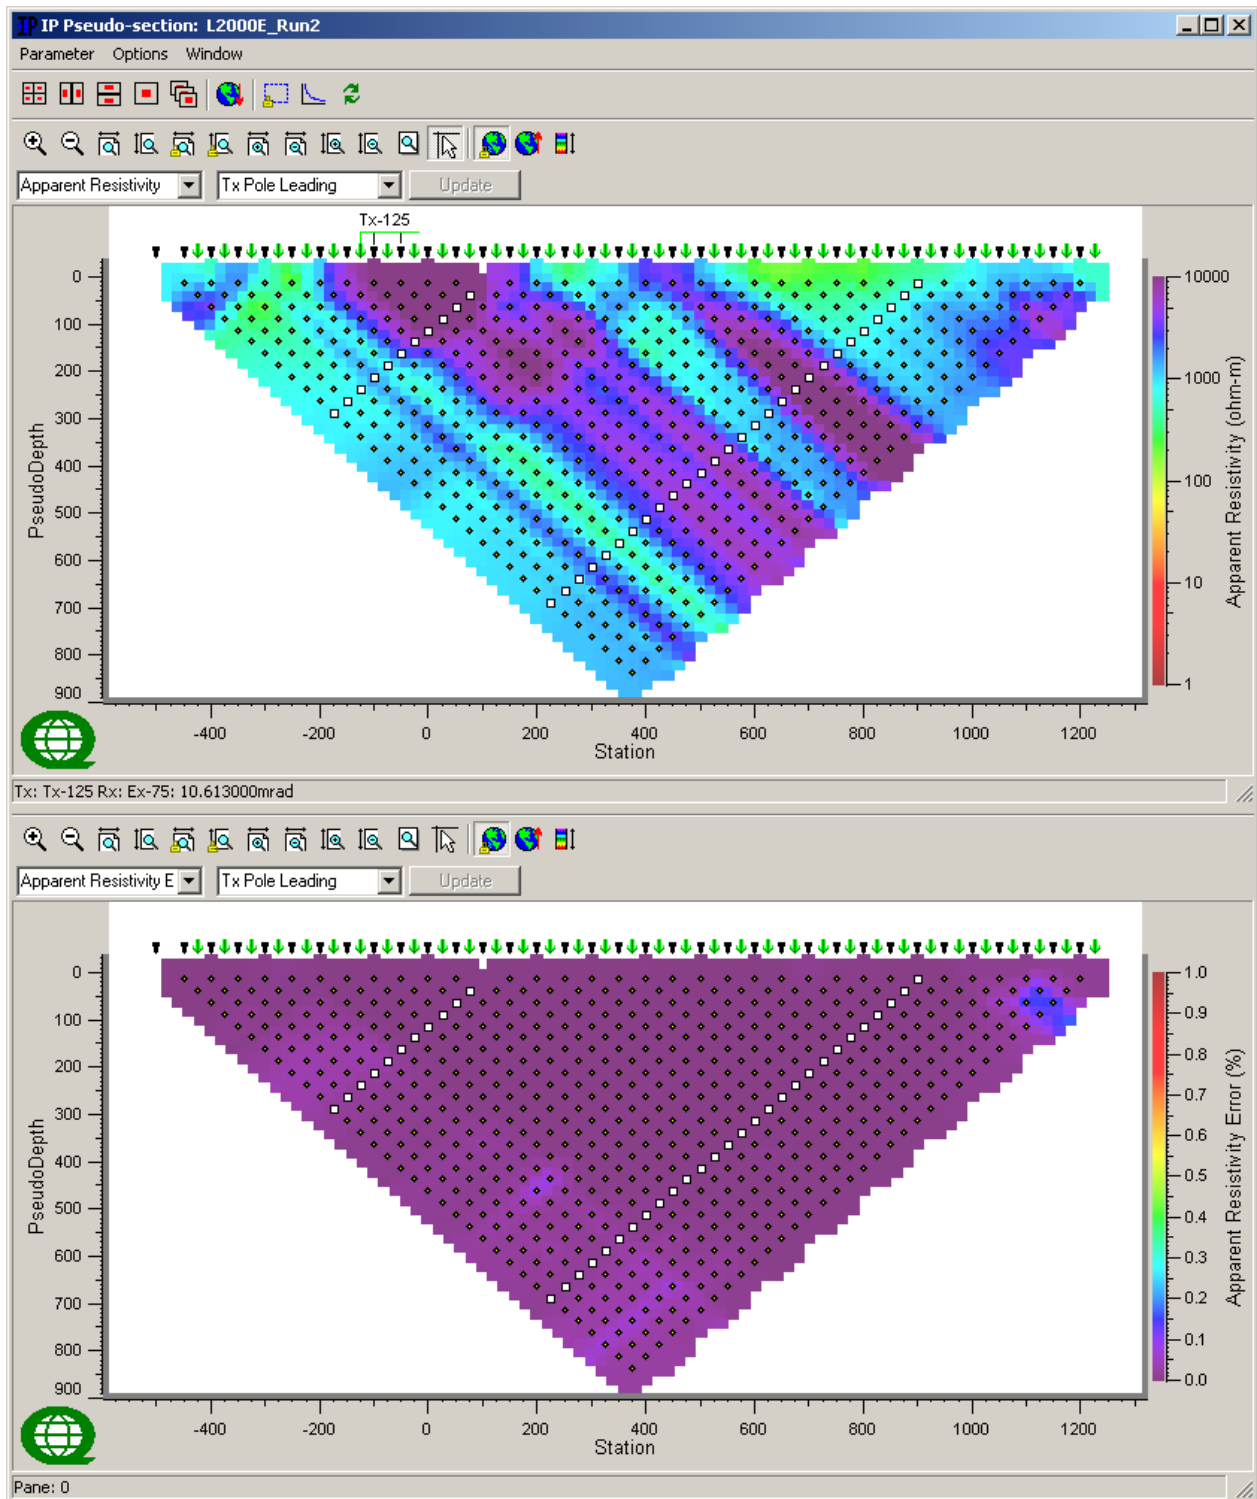 IP IP Pseudo-section: L2000E_Run2
Parameter Options Window
Apparent Resistivity Tx Pole Leading Update
Tx-125
0
100
200
300
400
500
600
700
800
900
PseudoDepth
-400 -200 0 200 400 600 800 1000 1200
Station
10000
1000
100
10
1
Apparent Resistivity (ohm-m)
Tx: Tx-125 Rx: Ex-75: 10.613000mrad
Apparent Resistivity E Tx Pole Leading Update
0
100
200
300
400
500
600
700
800
900
PseudoDepth
-400 -200 0 200 400 600 800 1000 1200
Station
1.0
0.9
0.8
0.7
0.6
0.5
0.4
0.3
0.2
0.1
0.0
Apparent Resistivity Error (%)
Pane: 0